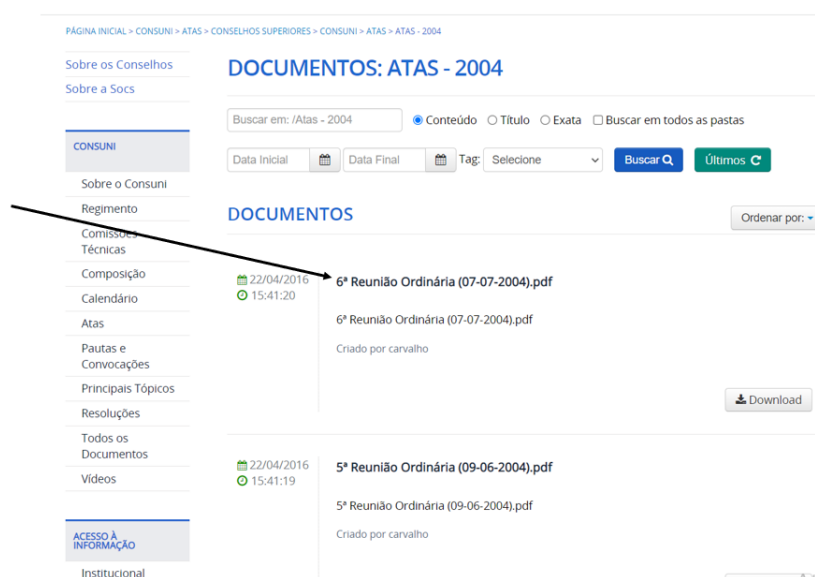 PÁGINA INICIAL > CONSUNI > ATAS > CONSELHOS SUPERIORES > CONSUNI > ATAS > ATAS - 2004
Sobre os Conselhos
Sobre a Socs
CONSUNI
Sobre o Consuni
Regimento
Comissões
Técnicas
Composição
Calendário
Atas
Pautas e
Convocações
Principais Tópicos
Resoluções
Todos os
Documentos
Vídeos
ACESSO À
INFORMAÇÃO
Institucional
DOCUMENTOS: ATAS - 2004
Buscar em: /Atas - 2004 Conteúdo Título Exata Buscar em todos as pastas
Data Inicial Data Final Tag: Selecione Buscar Últimos
DOCUMENTOS
Ordenar por:
22/04/2016 6ª Reunião Ordinária (07-07-2004).pdf
15:41:20
6ª Reunião Ordinária (07-07-2004).pdf
Criado por carvalho
Download
22/04/2016 5ª Reunião Ordinária (09-06-2004).pdf
15:41:19
5ª Reunião Ordinária (09-06-2004).pdf
Criado por carvalho